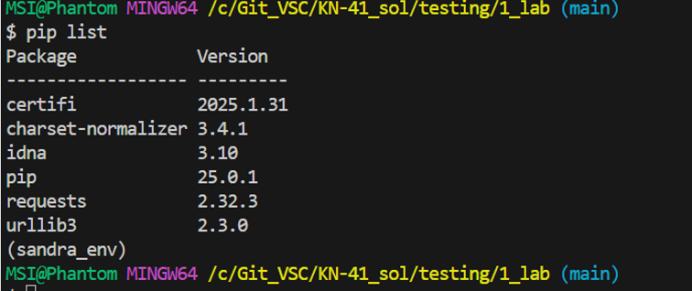 MSI@Phantom MINGW64 /c/Git_VSC/KN-41_sol/testing/1_lab (main)
$ pip list
Package            Version
------------------ ---------
certifi            2025.1.31
charset-normalizer 3.4.1
idna               3.10
pip                25.0.1
requests           2.32.3
urllib3            2.3.0
(sandra_env)
MSI@Phantom MINGW64 /c/Git_VSC/KN-41_sol/testing/1_lab (main)